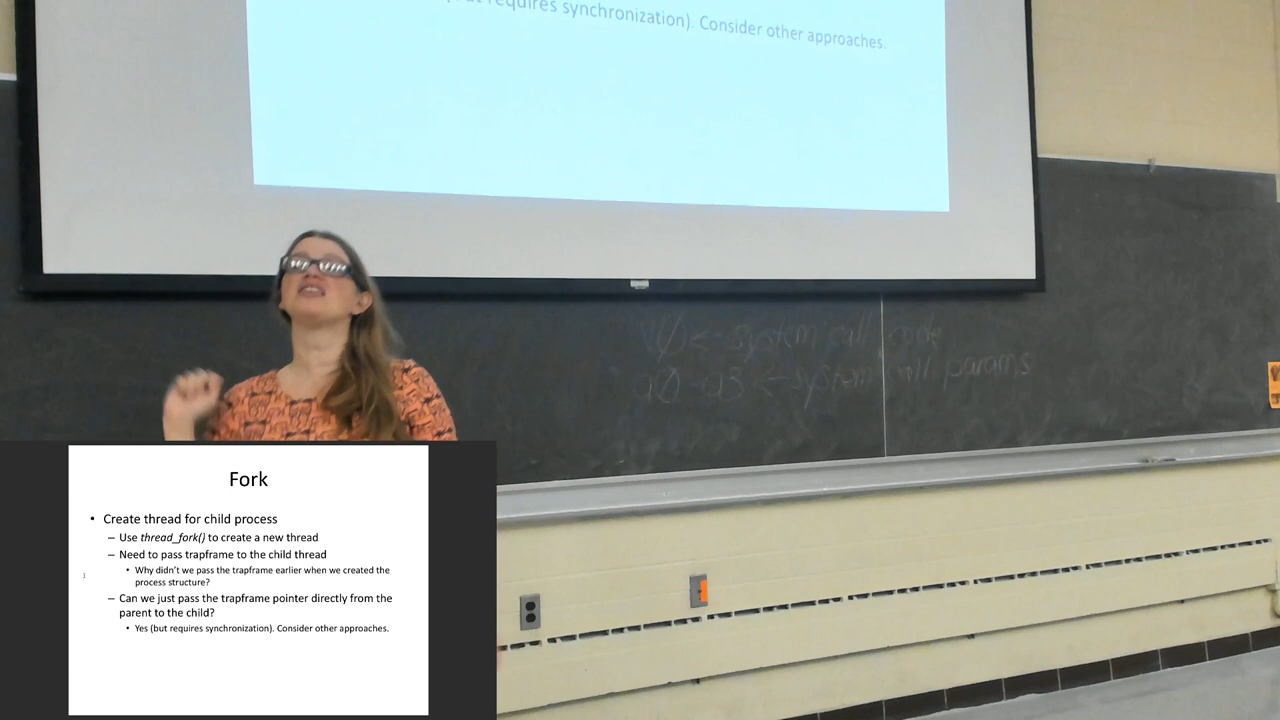 but requires synchronization). Consider other approaches.
v0 <- system call code
a0-a3 <- system call params
Fork
• Create thread for child process
– Use thread_fork() to create a new thread
– Need to pass trapframe to the child thread
• Why didn't we pass the trapframe earlier when we created the
process structure?
1
– Can we just pass the trapframe pointer directly from the
parent to the child?
• Yes (but requires synchronization). Consider other approaches.